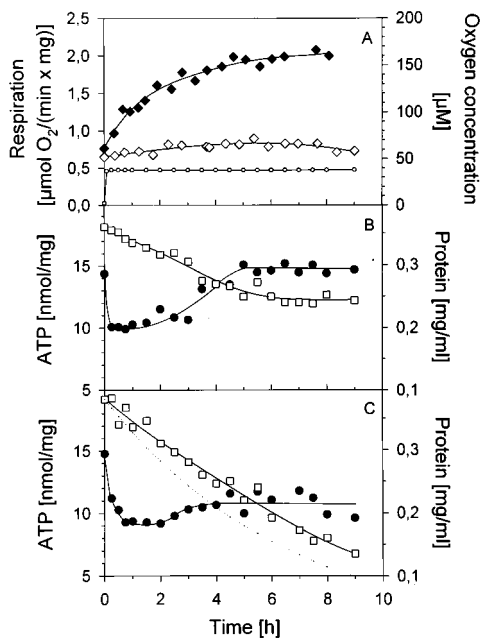 Respiration
[µmol O2/(min x mg)]
2,5
2,0
1,5
1,0
0,5
0,0
A
200
150
100
50
0
Oxygen concentration
[µM]
ATP [nmol/mg]
15
10
5
B
0,3
0,2
0,1
Protein [mg/ml]
ATP [nmol/mg]
15
10
5
C
0,3
0,2
0,1
Protein [mg/ml]
0 2 4 6 8 10
Time [h]